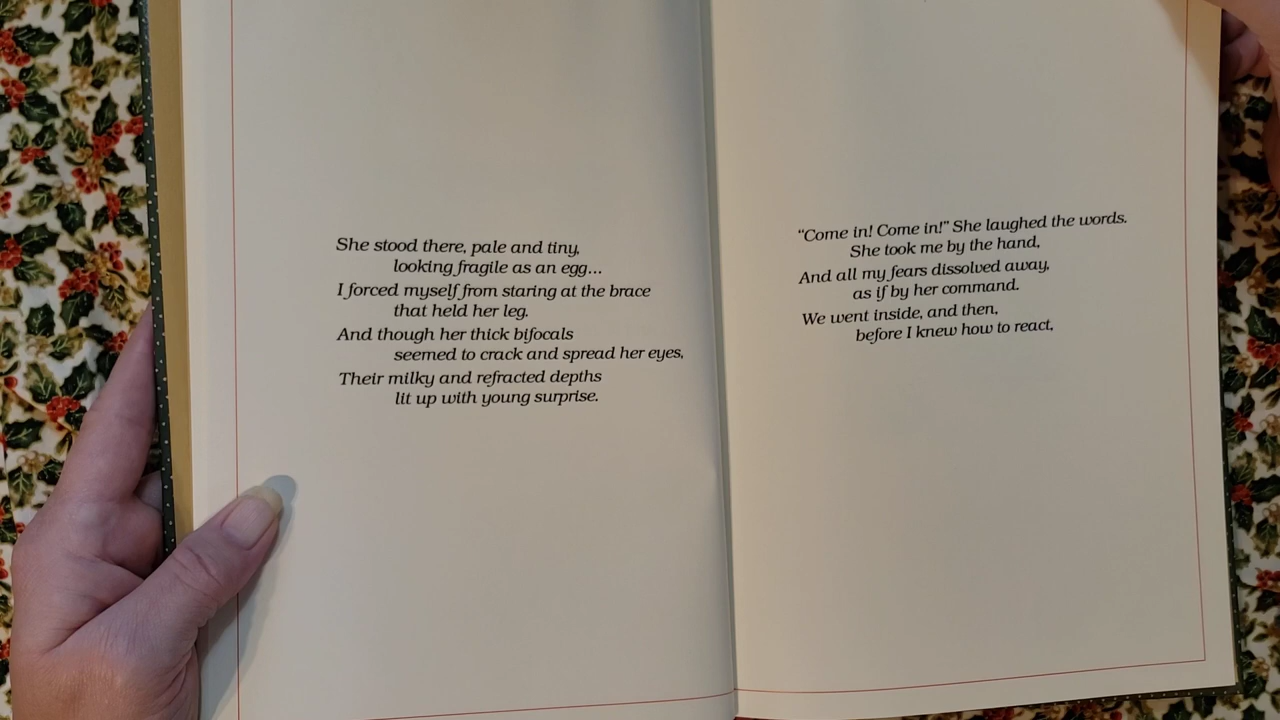 She stood there, pale and tiny,
looking fragile as an egg...
I forced myself from staring at the brace
that held her leg.
And though her thick bifocals
seemed to crack and spread her eyes,
Their milky and refracted depths
lit up with young surprise.
“Come in! Come in!” She laughed the words.
She took me by the hand,
And all my fears dissolved away,
as if by her command.
We went inside, and then,
before I knew how to react,